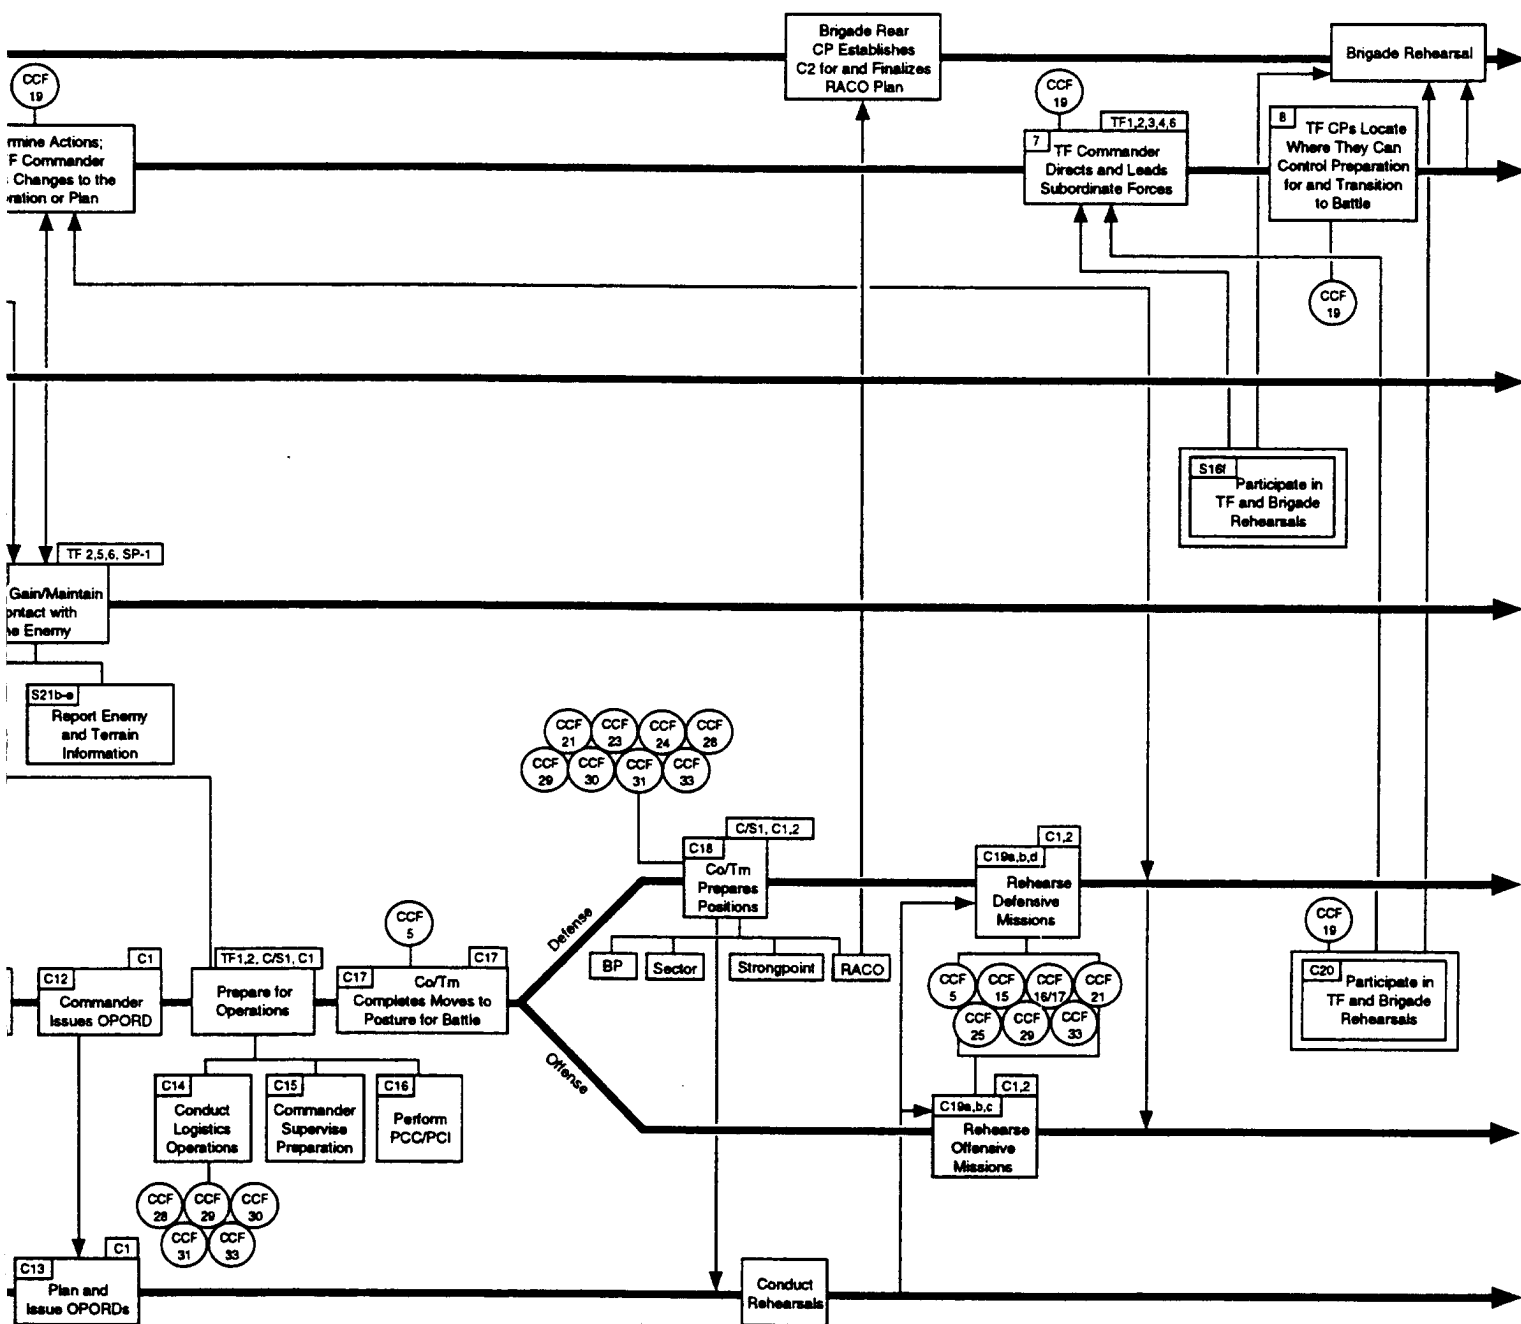 Brigade Rear
CP Establishes
C2 for and Finalizes
RACO Plan
Brigade Rehearsal
CCF
19
Actions;
Commander
Changes to the
or Plan
CCF
19
TF1,2,3,4,6
7
TF Commander
Directs and Leads
Subordinate Forces
8
TF CPs Locate
Where They Can
Control Preparation
for and Transition
to Battle
CCF
19
S16f
Participate in
TF and Brigade
Rehearsals
TF 2,5,6, SP-1
Gain/Maintain
with
Enemy
S21b-e
Report Enemy
and Terrain
Information
CCF
21
CCF
23
CCF
24
CCF
28
CCF
29
CCF
30
CCF
31
CCF
33
C/S1, C1,2
C18
Co/Tm
Prepares
Positions
BP
Sector
Strongpoint
RACO
C1,2
C19a,b,d
Rehearse
Defensive
Missions
CCF
5
CCF
15
CCF
16/17
CCF
21
CCF
25
CCF
29
CCF
33
C1,2
C19a,b,c
Rehearse
Offensive
Missions
CCF
19
C20
Participate in
TF and Brigade
Rehearsals
C1
C12
Commander
Issues OPORD
TF1,2, C/S1, C1
Prepare for
Operations
CCF
5
C17
C17
Co/Tm
Completes Moves to
Posture for Battle
Defense
Offense
C14
Conduct
Logistics
Operations
C15
Commander
Supervise
Preparation
C16
Perform
PCC/PCI
CCF
28
CCF
29
CCF
30
CCF
31
CCF
33
C1
C13
Plan and
Issue OPORDs
Conduct
Rehearsals